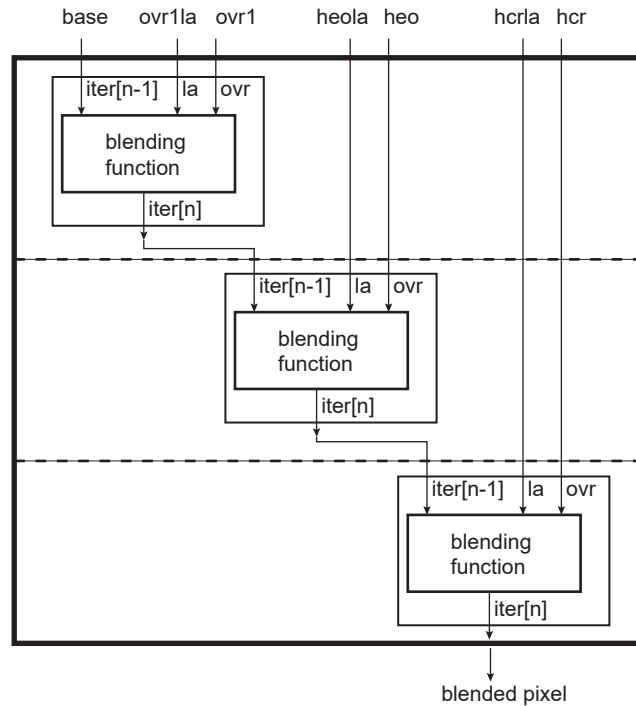 base ovr1la ovr1 heola heo hcrla hcr
iter[n-1] la ovr
blending
function
iter[n]
iter[n-1] la ovr
blending
function
iter[n]
iter[n-1] la ovr
blending
function
iter[n]
blended pixel